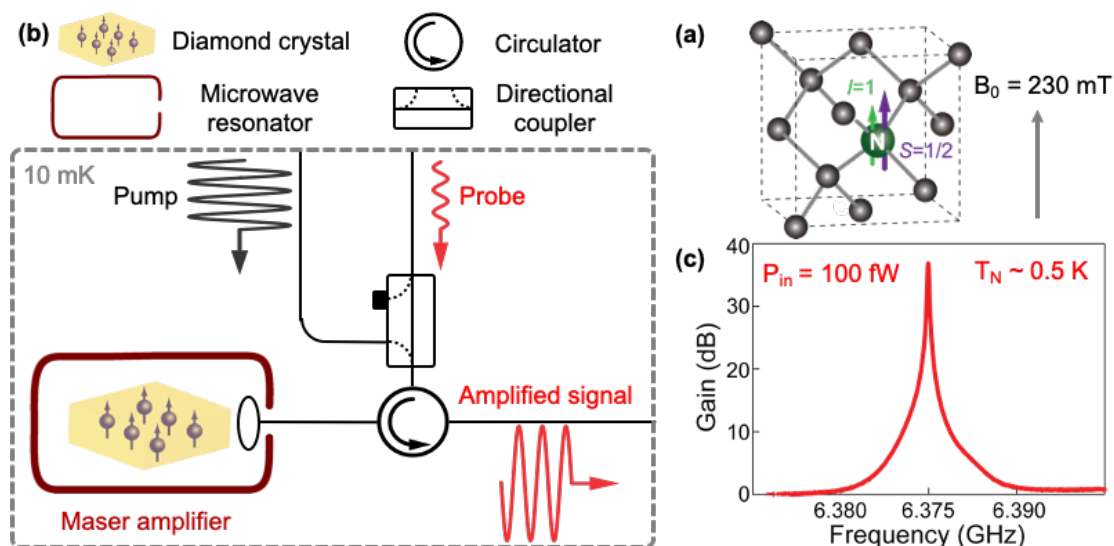 (b)
Diamond crystal
Circulator
Microwave
resonator
Directional
coupler
10 mK
Pump
Probe
Amplified signal
Maser amplifier
(a)
I=1
N
S=1/2
B₀ = 230 mT
(c)
40
30
20
10
0
Gain (dB)
Pᵢₙ = 100 fW
T_N ~ 0.5 K
6.380
6.375
6.390
Frequency (GHz)